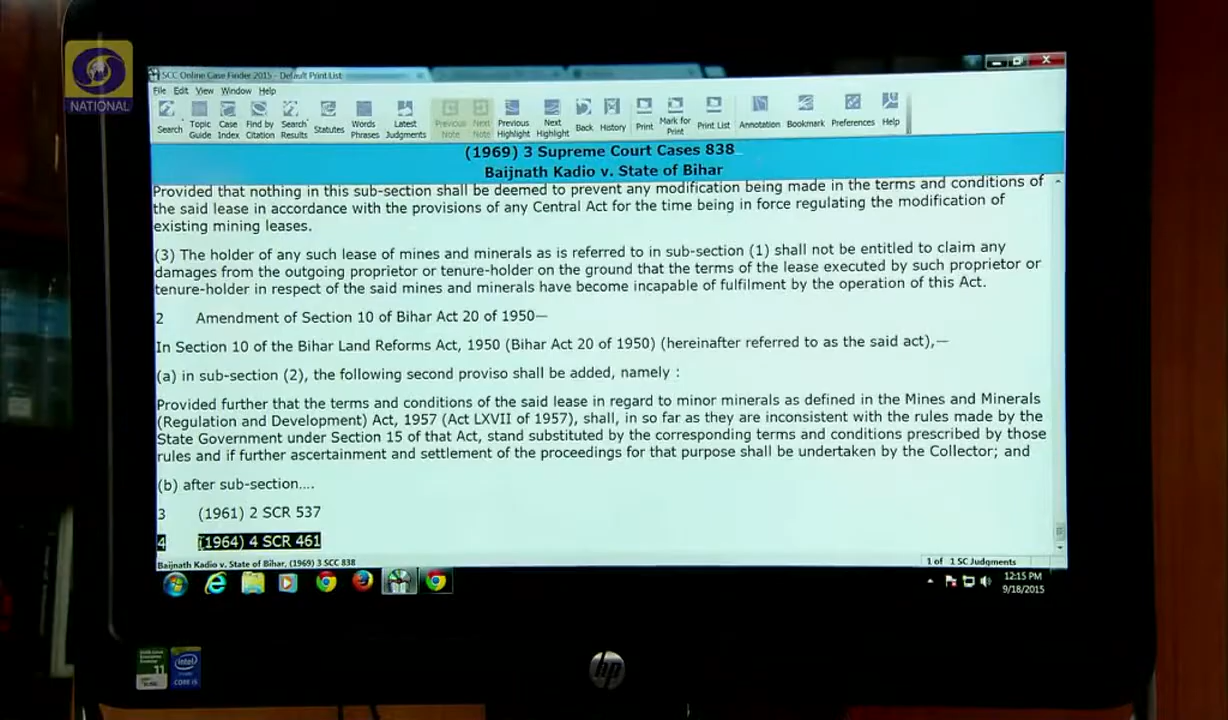 NATIONAL
SCC Online Case Finder 2015 - Default Print List
File Edit View Window Help
Search Topic Guide Case Index Find by Citation Search Results Statutes Words Phrases Latest Judgments Previous Note Next Note Previous Highlight Next Highlight Back History Print Mark for Print Print List Annotation Bookmark Preferences Help
(1969) 3 Supreme Court Cases 838
Baijnath Kadio v. State of Bihar
Provided that nothing in this sub-section shall be deemed to prevent any modification being made in the terms and conditions of
the said lease in accordance with the provisions of any Central Act for the time being in force regulating the modification of
existing mining leases.
(3) The holder of any such lease of mines and minerals as is referred to in sub-section (1) shall not be entitled to claim any
damages from the outgoing proprietor or tenure-holder on the ground that the terms of the lease executed by such proprietor or
tenure-holder in respect of the said mines and minerals have become incapable of fulfilment by the operation of this Act.
2 Amendment of Section 10 of Bihar Act 20 of 1950—
In Section 10 of the Bihar Land Reforms Act, 1950 (Bihar Act 20 of 1950) (hereinafter referred to as the said act),—
(a) in sub-section (2), the following second proviso shall be added, namely :
Provided further that the terms and conditions of the said lease in regard to minor minerals as defined in the Mines and Minerals
(Regulation and Development) Act, 1957 (Act LXVII of 1957), shall, in so far as they are inconsistent with the rules made by the
State Government under Section 15 of that Act, stand substituted by the corresponding terms and conditions prescribed by those
rules and if further ascertainment and settlement of the proceedings for that purpose shall be undertaken by the Collector; and
(b) after sub-section....
3 (1961) 2 SCR 537
4 (1964) 4 SCR 461
Baijnath Kadio v. State of Bihar, (1969) 3 SCC 838
1 of 1 SC Judgments
12:15 PM
9/18/2015
11
intel
CORE i5
hp